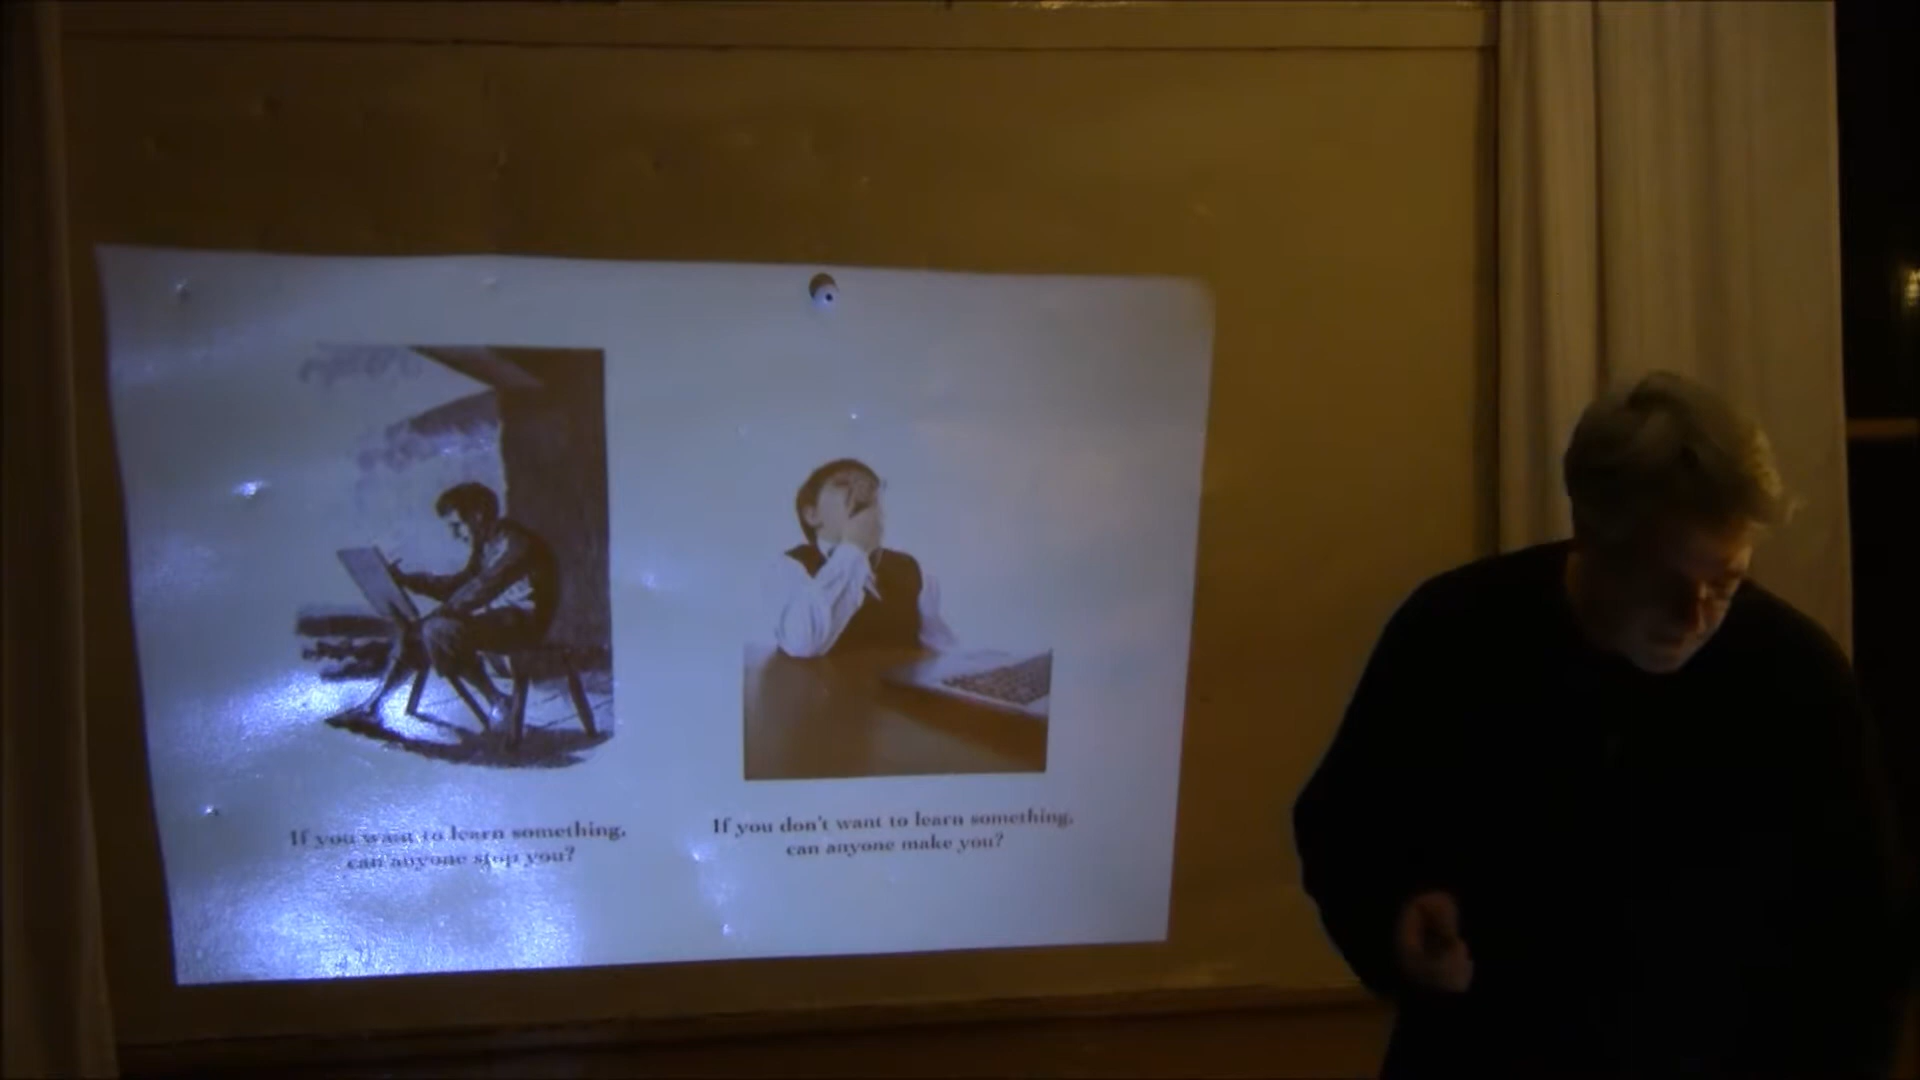 If you want to learn something,
can anyone stop you?
If you don't want to learn something,
can anyone make you?